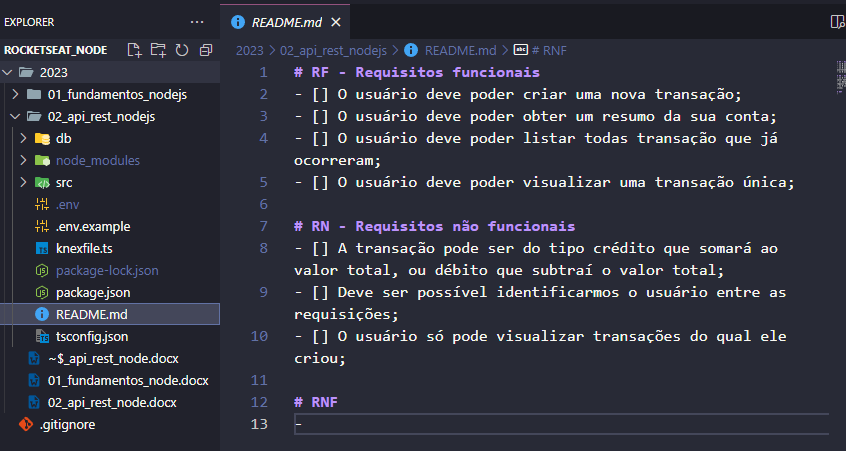 EXPLORER
ROCKETSEAT_NODE
2023
01_fundamentos_nodejs
02_api_rest_nodejs
db
node_modules
src
.env
.env.example
knexfile.ts
package-lock.json
package.json
README.md
tsconfig.json
~$_api_rest_node.docx
01_fundamentos_node.docx
02_api_rest_node.docx
.gitignore
README.md
2023 > 02_api_rest_nodejs > README.md > # RNF
1 # RF - Requisitos funcionais
2 - [] O usuário deve poder criar uma nova transação;
3 - [] O usuário deve poder obter um resumo da sua conta;
4 - [] O usuário deve poder listar todas transação que já
ocorreram;
5 - [] O usuário deve poder visualizar uma transação única;
6
7 # RN - Requisitos não funcionais
8 - [] A transação pode ser do tipo crédito que somará ao
valor total, ou débito que subtraí o valor total;
9 - [] Deve ser possível identificarmos o usuário entre as
requisições;
10 - [] O usuário só pode visualizar transações do qual ele
criou;
11
12 # RNF
13 -